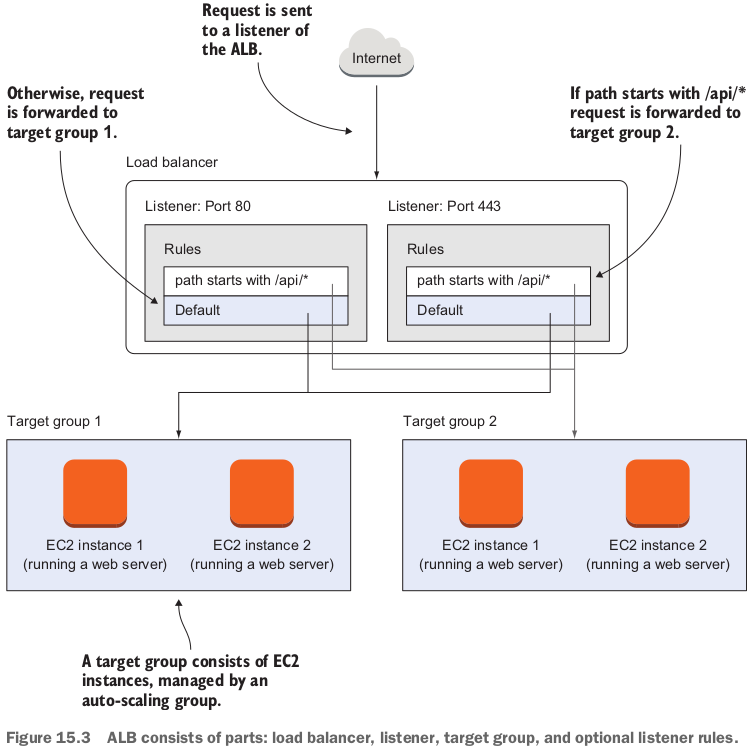 Request is sent
to a listener of
the ALB.
Internet
Otherwise, request
is forwarded to
target group 1.
If path starts with /api/*
request is forwarded to
target group 2.
Load balancer
Listener: Port 80
Listener: Port 443
Rules
Rules
path starts with /api/*
path starts with /api/*
Default
Default
Target group 1
Target group 2
EC2 instance 1
(running a web server)
EC2 instance 2
(running a web server)
EC2 instance 1
(running a web server)
EC2 instance 2
(running a web server)
A target group consists of EC2
instances, managed by an
auto-scaling group.
Figure 15.3 ALB consists of parts: load balancer, listener, target group, and optional listener rules.